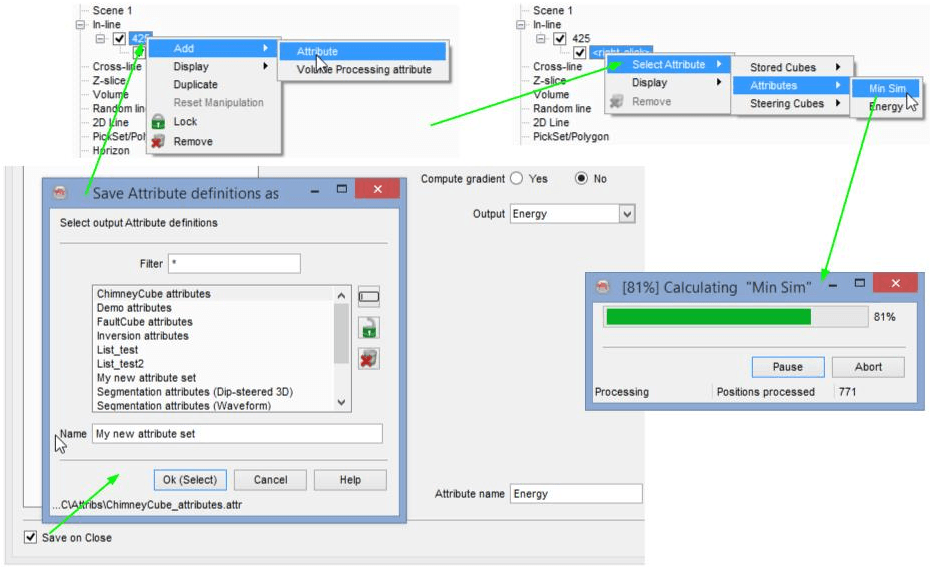 Scene 1
In-line
425
Add
Attribute
Cross-line
Display
Volume Processing attribute
Z-slice
Duplicate
Volume
Reset Manipulation
Random lin
2D Line
Lock
PickSet/Pol
Remove
Horizon
Scene 1
In-line
425
<right-click>
Cross-line
Select Attribute
Stored Cubes
Z-slice
Display
Attributes
Min Sim
Volume
Remove
Steering Cubes
Energy
Random line
2D Line
PickSet/Polygon
Save Attribute definitions as
Select output Attribute definitions
Filter *
ChimneyCube attributes
Demo attributes
FaultCube attributes
Inversion attributes
List_test
List_test2
My new attribute set
Segmentation attributes (Dip-steered 3D)
Segmentation attributes (Waveform)
Name My new attribute set
Ok (Select) Cancel Help
...C\Attribs\ChimneyCube_attributes.attr
Save on Close
Compute gradient Yes No
Output Energy
Attribute name Energy
[81%] Calculating "Min Sim"
81%
Pause Abort
Processing Positions processed 771